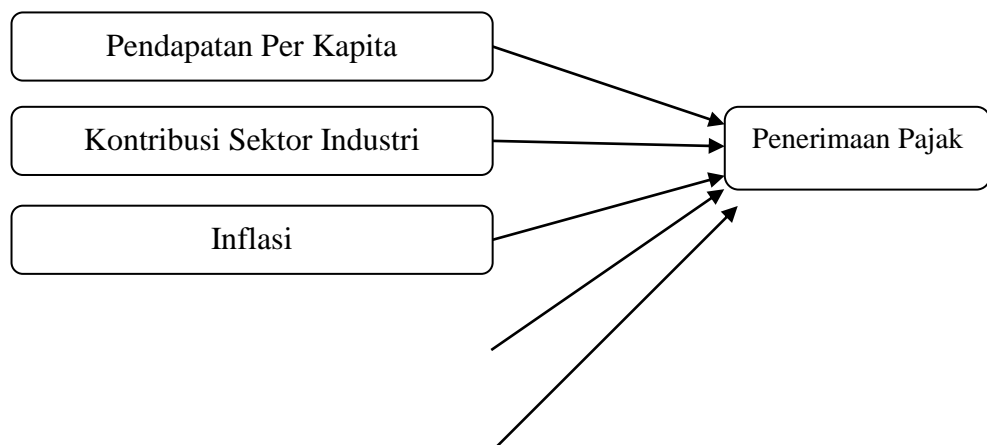 Pendapatan Per Kapita
Kontribusi Sektor Industri
Penerimaan Pajak
Inflasi